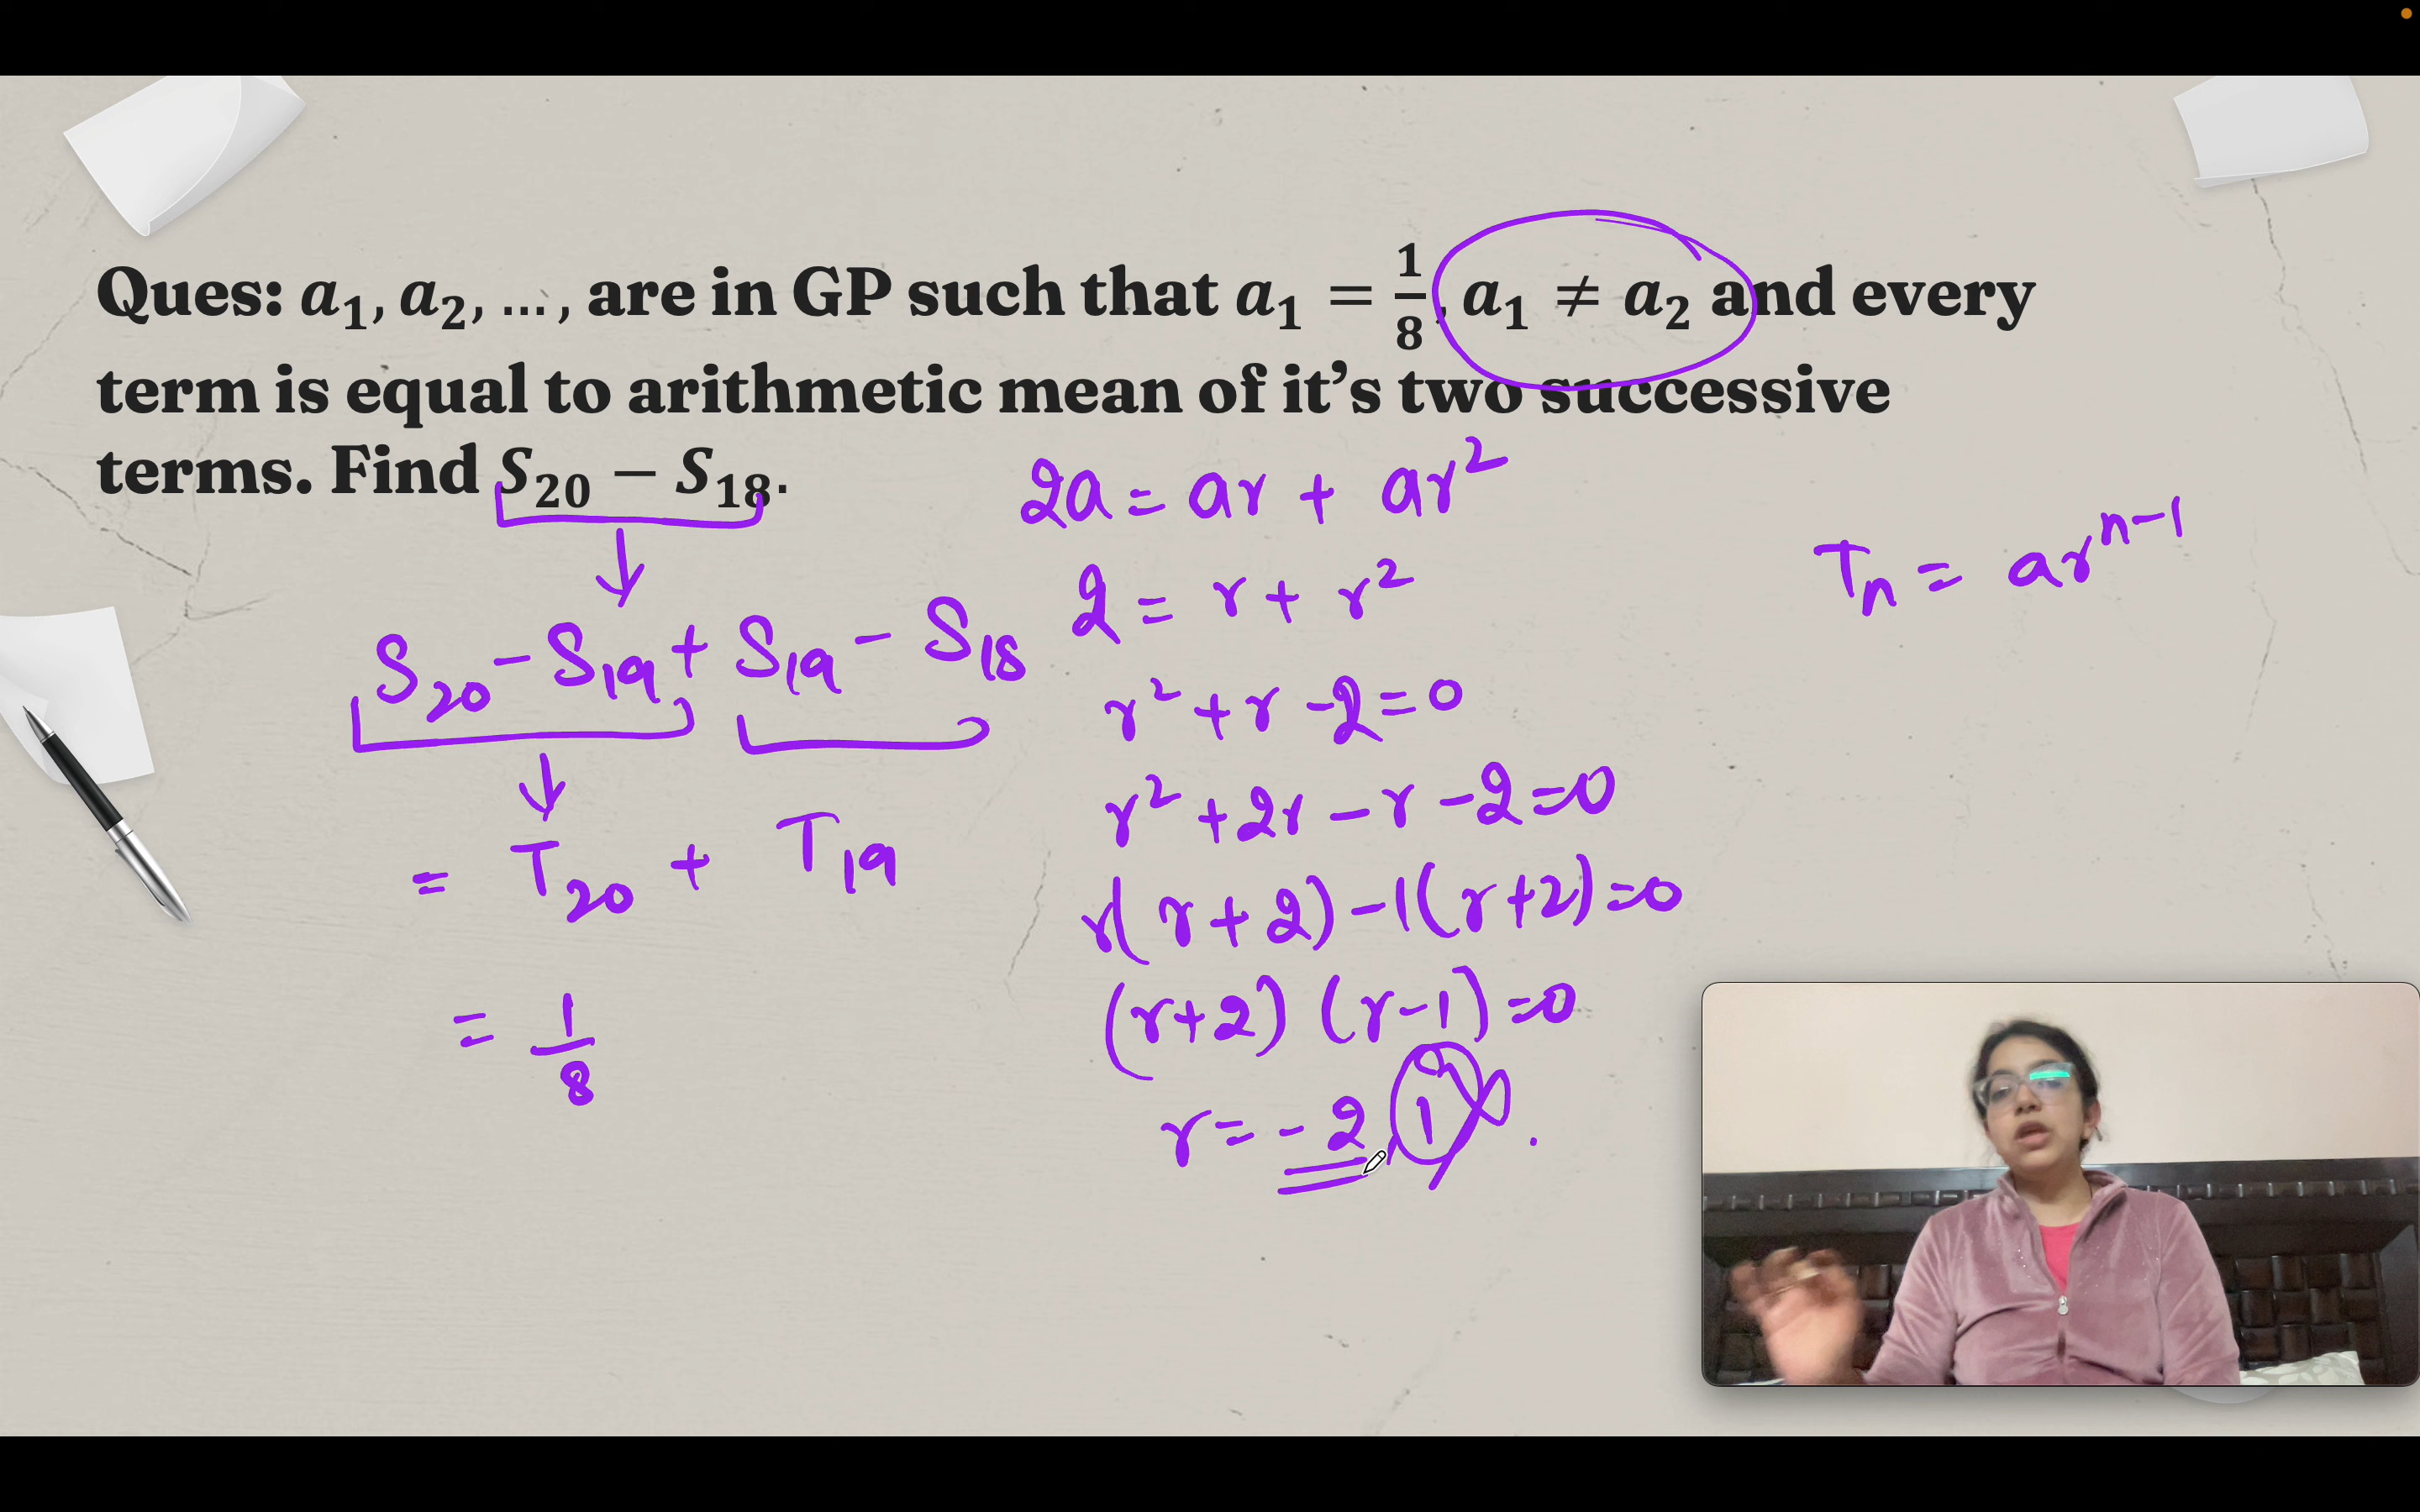 Ques: a₁, a₂, ..., are in GP such that a₁ = 1/8, a₁ ≠ a₂ and every
term is equal to arithmetic mean of it’s two successive
terms. Find S₂₀ − S₁₈.
S₂₀ − S₁₉ + S₁₉ − S₁₈
= T₂₀ + T₁₉
= 1/8
2a = ar + ar²
2 = r + r²
r² + r − 2 = 0
r² + 2r − r − 2 = 0
r(r + 2) − 1(r + 2) = 0
(r + 2) (r − 1) = 0
r = −2, 1
Tₙ = arⁿ⁻¹